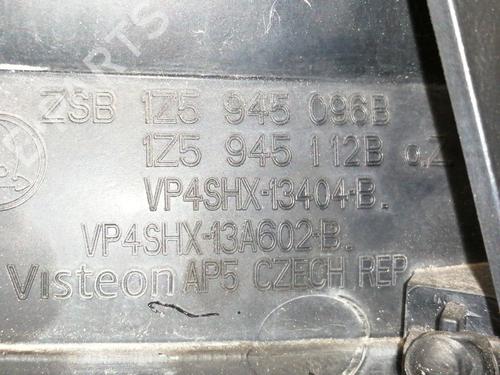 ZSB 1Z5 945 096B
1Z5 945 112B o.Z
VP4SHX-13404-B.
VP4SHX-13A602-B.
Visteon AP5 CZECH REP